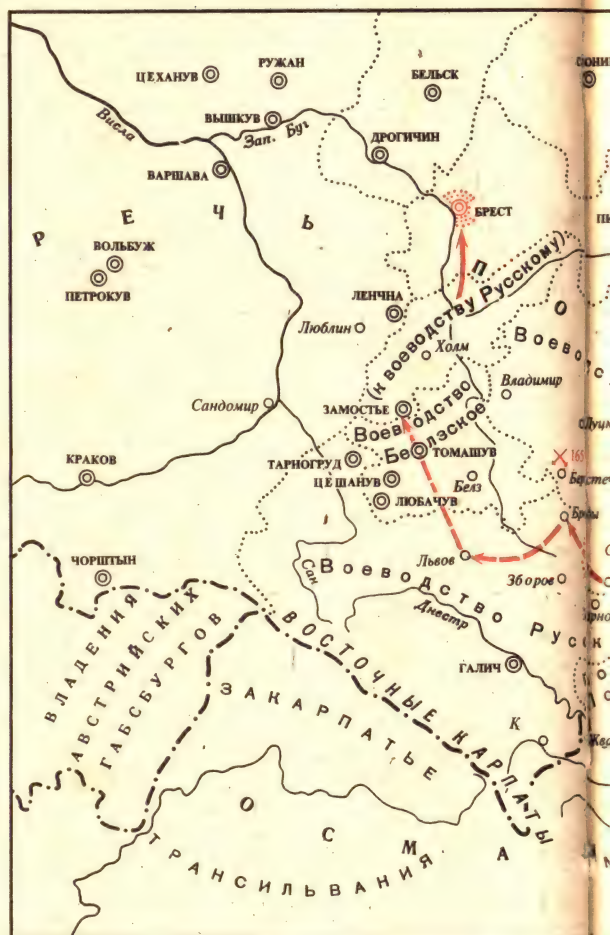 РУЖАН
ЦЕХАНУВ
БЕЛЬСК
ВЫШКУВ
Висла
Зап. Буг
ДРОГИЧИН
ВАРШАВА
БРЕСТ
РЕЧЬ
ВОЛЬБУЖ
ПЕТРОКУВ
П О
ЛЕНЧНА
(к воеводству Русскому)
Люблин
Холм
Владимир
Сандомир
ЗАМОСТЬЕ
Воеводство
Белзское
ТОМАШУВ
ТАРНОГРУД
КРАКОВ
ЦЕШАНУВ
Белз
165
ЛЮБАЧУВ
Броды
Львов
ЧОРШТЫН
Сан
Воеводство Русск
Зборов
Днестр
ВЛАДЕНИЯ
АВСТРИЙСКИХ
ГАБСБУРГОВ
ВОСТОЧНЫЕ КАРПАТЫ
ГАЛИЧ
ЗАКАРПАТЬЕ
К
О С М А
ТРАНСИЛЬВАНИЯ